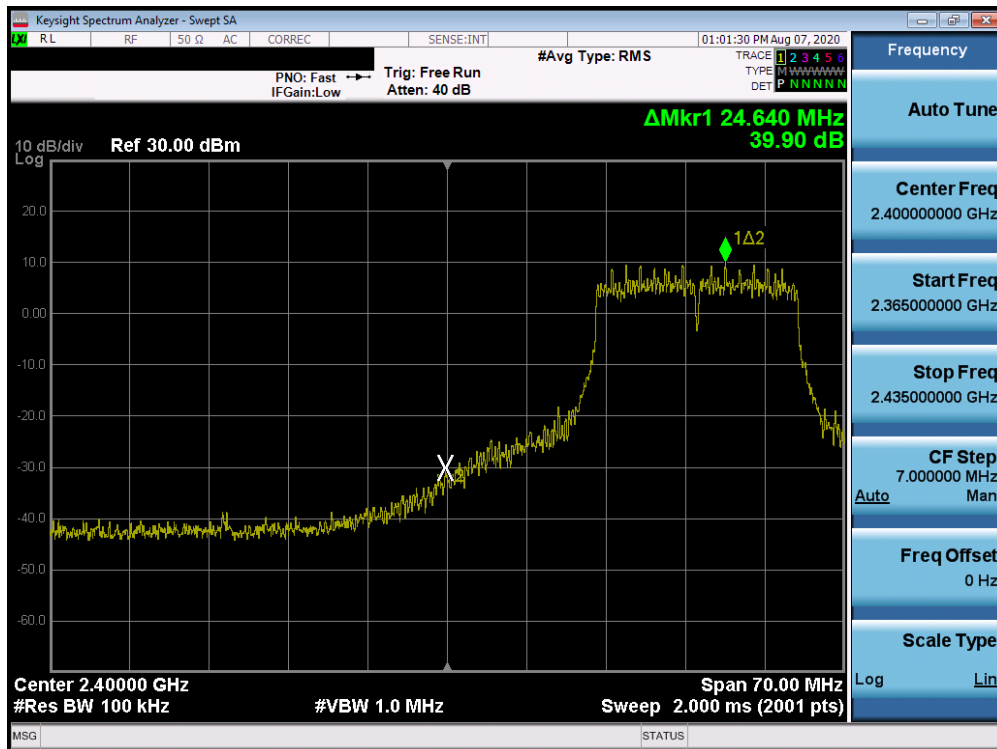 Keysight Spectrum Analyzer - Swept SA
LXI RL RF 50 Ω AC CORREC SENSE:INT 01:01:30 PM Aug 07, 2020
#Avg Type: RMS
TRACE 1 2 3 4 5 6
TYPE M WWWWW
DET P N N N N N
PNO: Fast Trig: Free Run
IFGain:Low Atten: 40 dB
ΔMkr1 24.640 MHz
39.90 dB
10 dB/div Ref 30.00 dBm
Log
20.0
10.0
0.00
-10.0
-20.0
-30.0
-40.0
-50.0
-60.0
1Δ2
X2
Center 2.40000 GHz Span 70.00 MHz
#Res BW 100 kHz #VBW 1.0 MHz Sweep 2.000 ms (2001 pts)
MSG STATUS
Frequency
Auto Tune
Center Freq
2.400000000 GHz
Start Freq
2.365000000 GHz
Stop Freq
2.435000000 GHz
CF Step
7.000000 MHz
Auto Man
Freq Offset
0 Hz
Scale Type
Log Lin